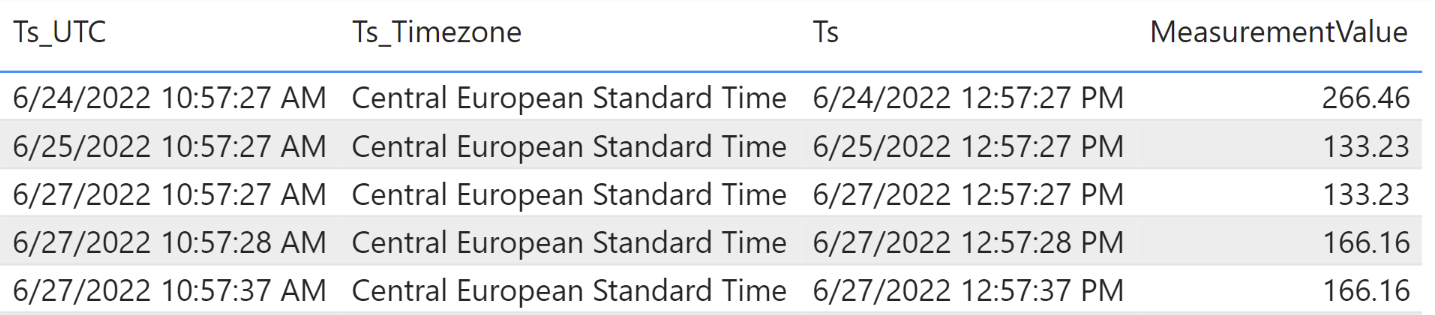 Ts_UTC Ts_Timezone Ts MeasurementValue
6/24/2022 10:57:27 AM Central European Standard Time 6/24/2022 12:57:27 PM 266.46
6/25/2022 10:57:27 AM Central European Standard Time 6/25/2022 12:57:27 PM 133.23
6/27/2022 10:57:27 AM Central European Standard Time 6/27/2022 12:57:27 PM 133.23
6/27/2022 10:57:28 AM Central European Standard Time 6/27/2022 12:57:28 PM 166.16
6/27/2022 10:57:37 AM Central European Standard Time 6/27/2022 12:57:37 PM 166.16